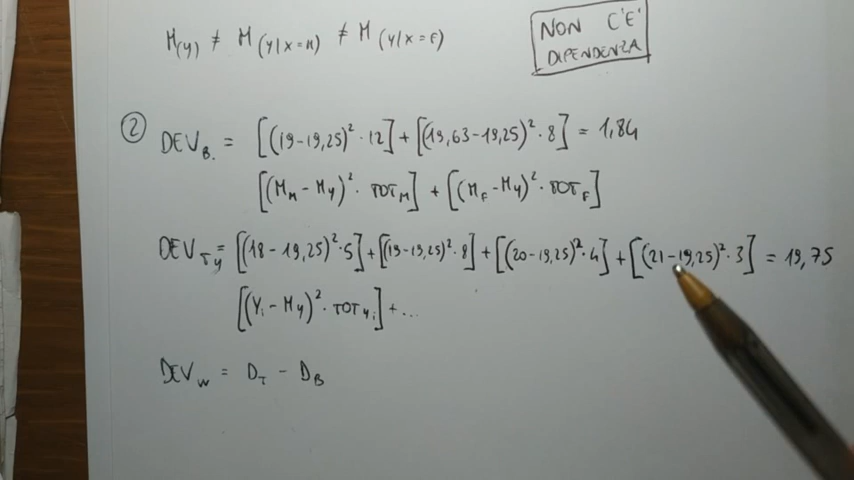 M(y) ≠ M(y/x=M) ≠ M(y/x=F)
NON C'E'
DIPENDENZA
② DEV_B. = [(19-19,25)²·12] + [(19,63-19,25)²·8] = 1,84
[(M_M - M_y)²· TOT_M] + [(M_F - M_y)²· TOT_F]
DEV_Ty = [(18-19,25)²·5] + [(19-19,25)²·8] + [(20-19,25)²·4] + [(21-19,25)²·3] = 19,75
[(Y_i - M_y)²· TOT_yi] + ...
DEV_W = D_T - D_B